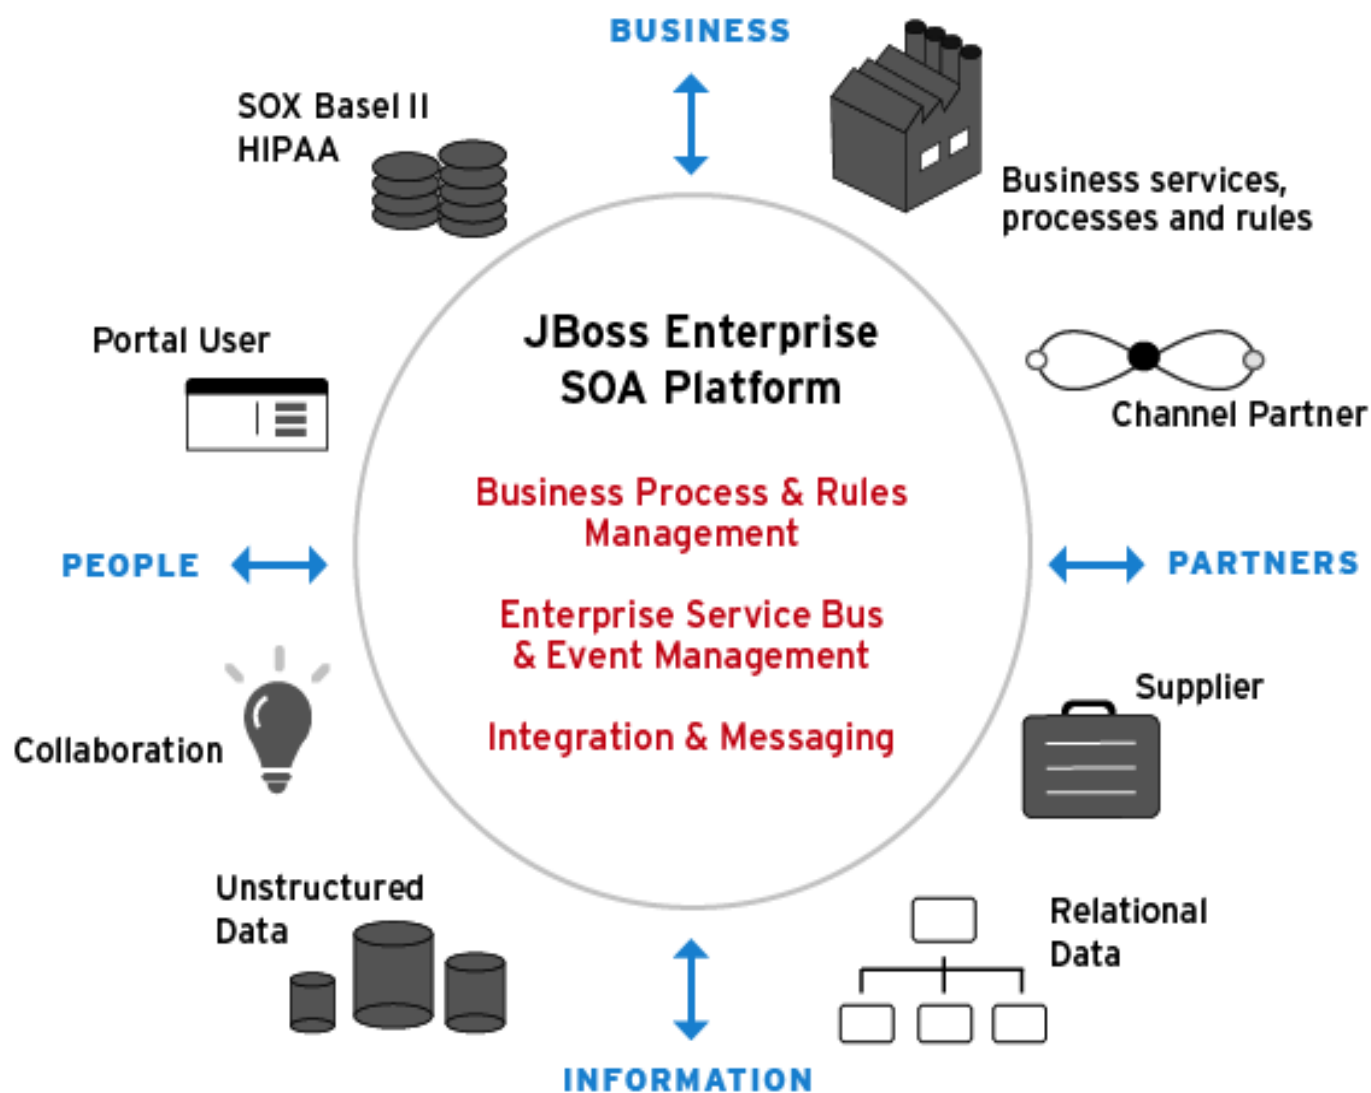 BUSINESS
SOX Basel II
HIPAA
Business services,
processes and rules
JBoss Enterprise
SOA Platform
Portal User
Channel Partner
Business Process & Rules
Management
PEOPLE
PARTNERS
Enterprise Service Bus
& Event Management
Supplier
Integration & Messaging
Collaboration
Unstructured
Data
Relational
Data
INFORMATION